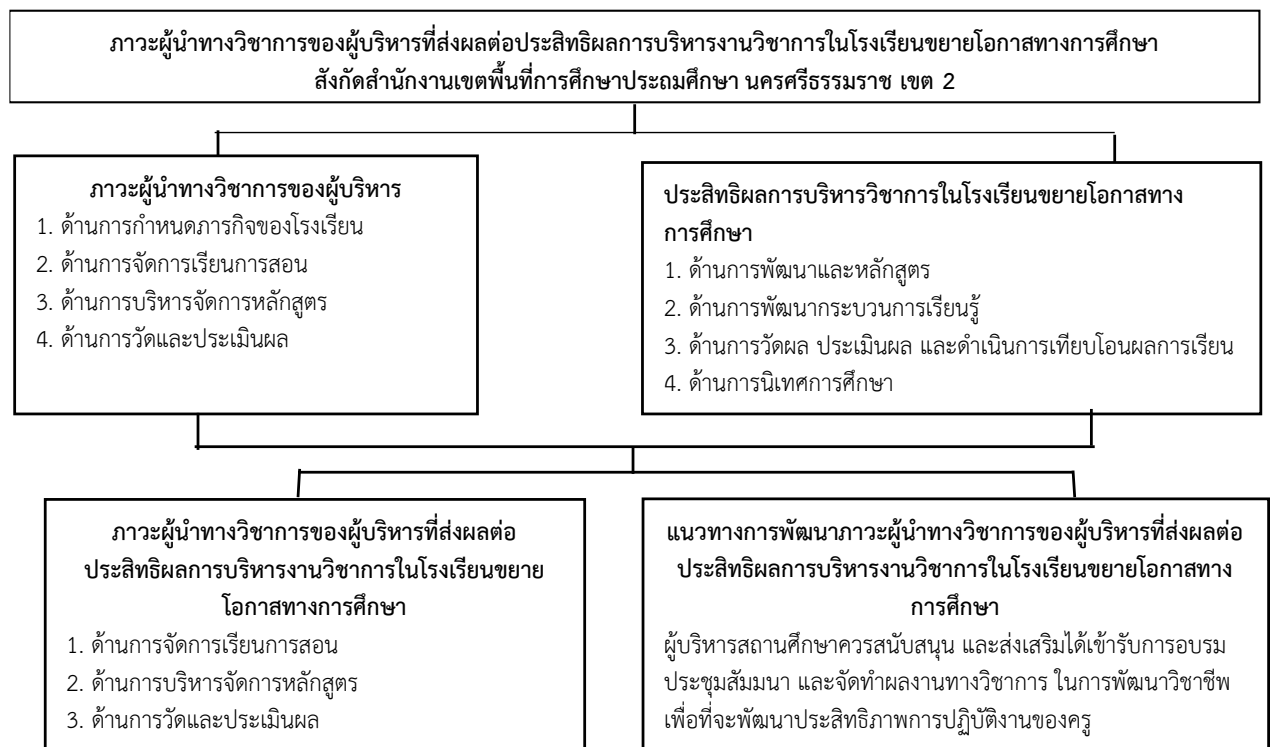 ภาวะผู้นำทางวิชาการของผู้บริหารที่ส่งผลต่อประสิทธิผลการบริหารงานวิชาการในโรงเรียนขยายโอกาสทางการศึกษา
สังกัดสำนักงานเขตพื้นที่การศึกษาประถมศึกษา นครศรีธรรมราช เขต 2
ภาวะผู้นำทางวิชาการของผู้บริหาร
1. ด้านการกำหนดภารกิจของโรงเรียน
2. ด้านการจัดการเรียนการสอน
3. ด้านการบริหารจัดการหลักสูตร
4. ด้านการวัดและประเมินผล
ประสิทธิผลการบริหารวิชาการในโรงเรียนขยายโอกาสทาง
การศึกษา
1. ด้านการพัฒนาและหลักสูตร
2. ด้านการพัฒนากระบวนการเรียนรู้
3. ด้านการวัดผล ประเมินผล และดำเนินการเทียบโอนผลการเรียน
4. ด้านการนิเทศการศึกษา
ภาวะผู้นำทางวิชาการของผู้บริหารที่ส่งผลต่อ
ประสิทธิผลการบริหารงานวิชาการในโรงเรียนขยาย
โอกาสทางการศึกษา
1. ด้านการจัดการเรียนการสอน
2. ด้านการบริหารจัดการหลักสูตร
3. ด้านการวัดและประเมินผล
แนวทางการพัฒนาภาวะผู้นำทางวิชาการของผู้บริหารที่ส่งผลต่อ
ประสิทธิผลการบริหารงานวิชาการในโรงเรียนขยายโอกาสทาง
การศึกษา
ผู้บริหารสถานศึกษาควรสนับสนุน และส่งเสริมได้เข้ารับการอบรม
ประชุมสัมมนา และจัดทำผลงานทางวิชาการ ในการพัฒนาวิชาชีพ
เพื่อที่จะพัฒนาประสิทธิภาพการปฏิบัติงานของครู